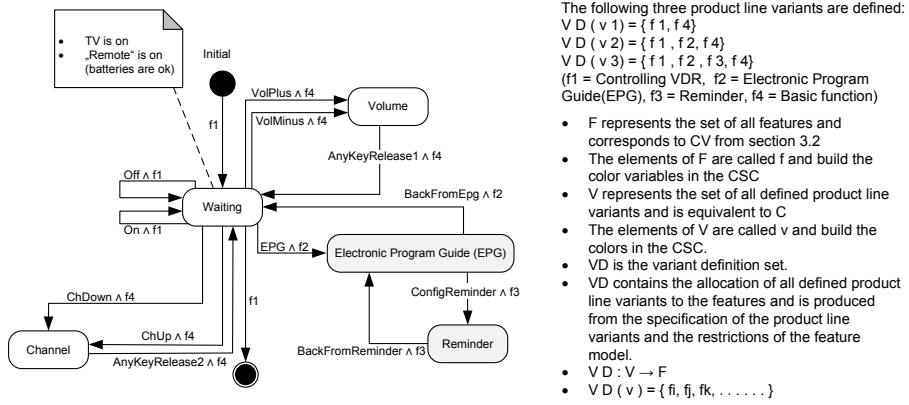 • TV is on
• „Remote“ is on
(batteries are ok)
Initial
f1
VolPlus ∧ f4
VolMinus ∧ f4
Volume
AnyKeyRelease1 ∧ f4
Off ∧ f1
On ∧ f1
Waiting
BackFromEpg ∧ f2
EPG ∧ f2
Electronic Program Guide (EPG)
ConfigReminder ∧ f3
BackFromReminder ∧ f3
Reminder
ChDown ∧ f4
f1
ChUp ∧ f4
Channel
AnyKeyRelease2 ∧ f4
The following three product line variants are defined:
V D ( v 1) = { f 1, f 4}
V D ( v 2) = { f 1 , f 2, f 4}
V D ( v 3) = { f 1 , f 2 , f 3, f 4}
(f1 = Controlling VDR, f2 = Electronic Program
Guide(EPG), f3 = Reminder, f4 = Basic function)
• F represents the set of all features and
corresponds to CV from section 3.2
• The elements of F are called f and build the
color variables in the CSC
• V represents the set of all defined product line
variants and is equivalent to C
• The elements of V are called v and build the
colors in the CSC.
• VD is the variant definition set.
• VD contains the allocation of all defined product
line variants to the features and is produced
from the specification of the product line
variants and the restrictions of the feature
model.
• V D : V → F
• V D ( v ) = { fi, fj, fk, . . . . . . }